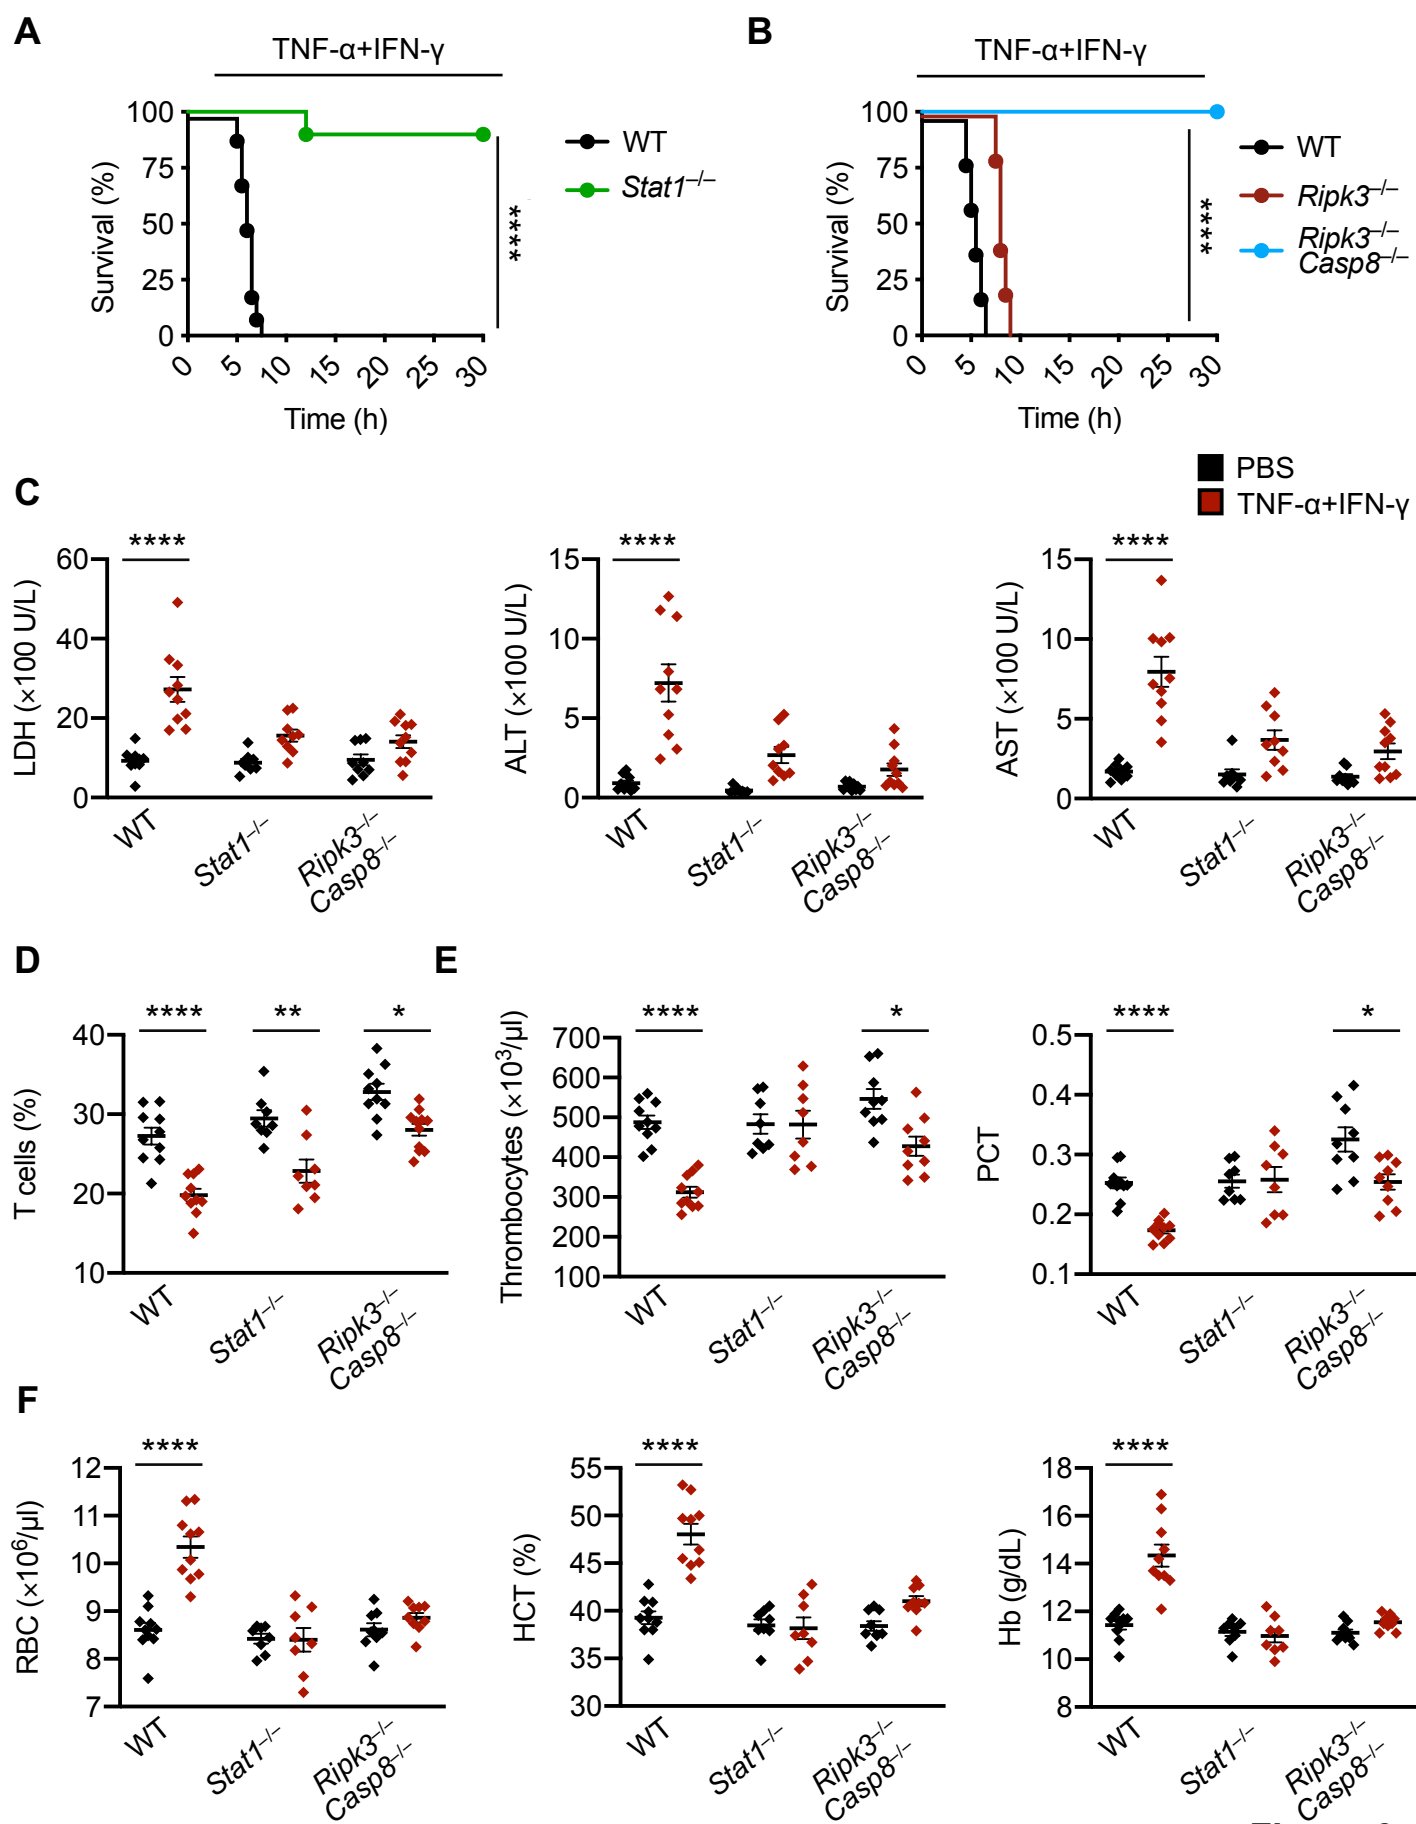 A
TNF-α+IFN-γ
100
75
50
25
0
Survival (%)
0 5 10 15 20 25 30
Time (h)
WT
Stat1–/–
****
B
TNF-α+IFN-γ
100
75
50
25
0
Survival (%)
0 5 10 15 20 25 30
Time (h)
WT
Ripk3–/–
Ripk3–/–
Casp8–/–
****
PBS
TNF-α+IFN-γ
C
****
60
40
20
0
LDH (×100 U/L)
WT
Stat1–/–
Ripk3–/–
Casp8–/–
****
15
10
5
0
ALT (×100 U/L)
WT
Stat1–/–
Ripk3–/–
Casp8–/–
****
15
10
5
0
AST (×100 U/L)
WT
Stat1–/–
Ripk3–/–
Casp8–/–
D
**** ** *
40
30
20
10
T cells (%)
WT
Stat1–/–
Ripk3–/–
Casp8–/–
E
**** *
700
600
500
400
300
200
100
Thrombocytes (×10³/µl)
WT
Stat1–/–
Ripk3–/–
Casp8–/–
**** *
0.5
0.4
0.3
0.2
0.1
PCT
WT
Stat1–/–
Ripk3–/–
Casp8–/–
F
****
12
11
10
9
8
7
RBC (×10⁶/µl)
WT
Stat1–/–
Ripk3–/–
Casp8–/–
****
55
50
45
40
35
30
HCT (%)
WT
Stat1–/–
Ripk3–/–
Casp8–/–
****
18
16
14
12
10
8
Hb (g/dL)
WT
Stat1–/–
Ripk3–/–
Casp8–/–